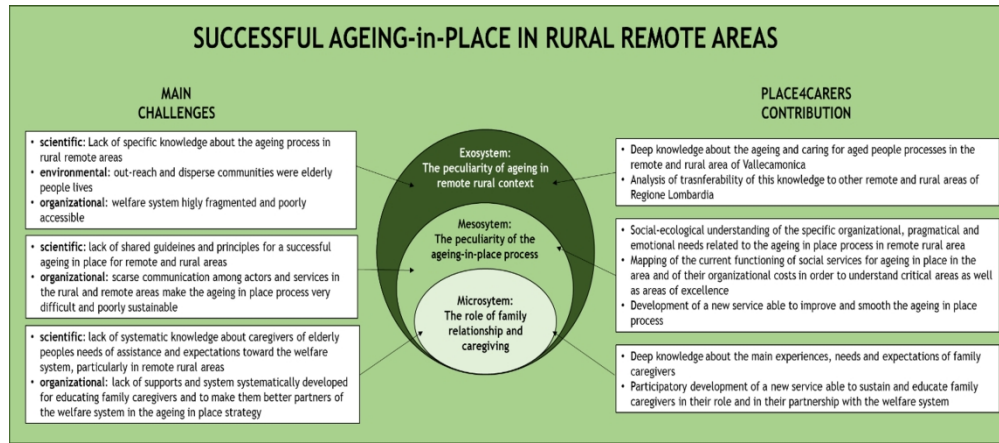 SUCCESSFUL AGEING-in-PLACE IN RURAL REMOTE AREAS
MAIN
CHALLENGES
• scientific: Lack of specific knowledge about the ageing process in
rural remote areas
• environmental: out-reach and disperse communities were elderly
people lives
• organizational: welfare system higly fragmented and poorly
accessible
• scientific: lack of shared guideines and principles for a successful
ageing in place for remote and rural areas
• organizational: scarse communication among actors and services in
the rural and remote areas make the ageing in place process very
difficult and poorly sustainable
• scientific: lack of systematic knowledge about caregivers of elderly
peoples needs of assistance and expectations toward the welfare
system, particularly in remote rural areas
• organizational: lack of supports and system systematically developed
for educating family caregivers and to make them better partners of
the welfare system in the ageing in place strategy
Exosystem:
The peculiarity of ageing in
remote rural context
Mesosytem:
The peculiarity of the
ageing-in-place process
Microsytem:
The role of family
relationship and
caregiving
PLACE4CARERS
CONTRIBUTION
• Deep knowledge about the ageing and caring for aged people processes in the
remote and rural area of Vallecamonica
• Analysis of trasnferability of this knowledge to other remote and rural areas of
Regione Lombardia
• Social-ecological understanding of the specific organizational, pragmatical and
emotional needs related to the ageing in place process in remote rural area
• Mapping of the current functioning of social services for ageing in place in the
area and of their organizational costs in order to understand critical areas as well
as areas of excellence
• Development of a new service able to improve and smooth the ageing in place
process
• Deep knowledge about the main experiences, needs and expectations of family
caregivers
• Participatory development of a new service able to sustain and educate family
caregivers in their role and in their partnership with the welfare system